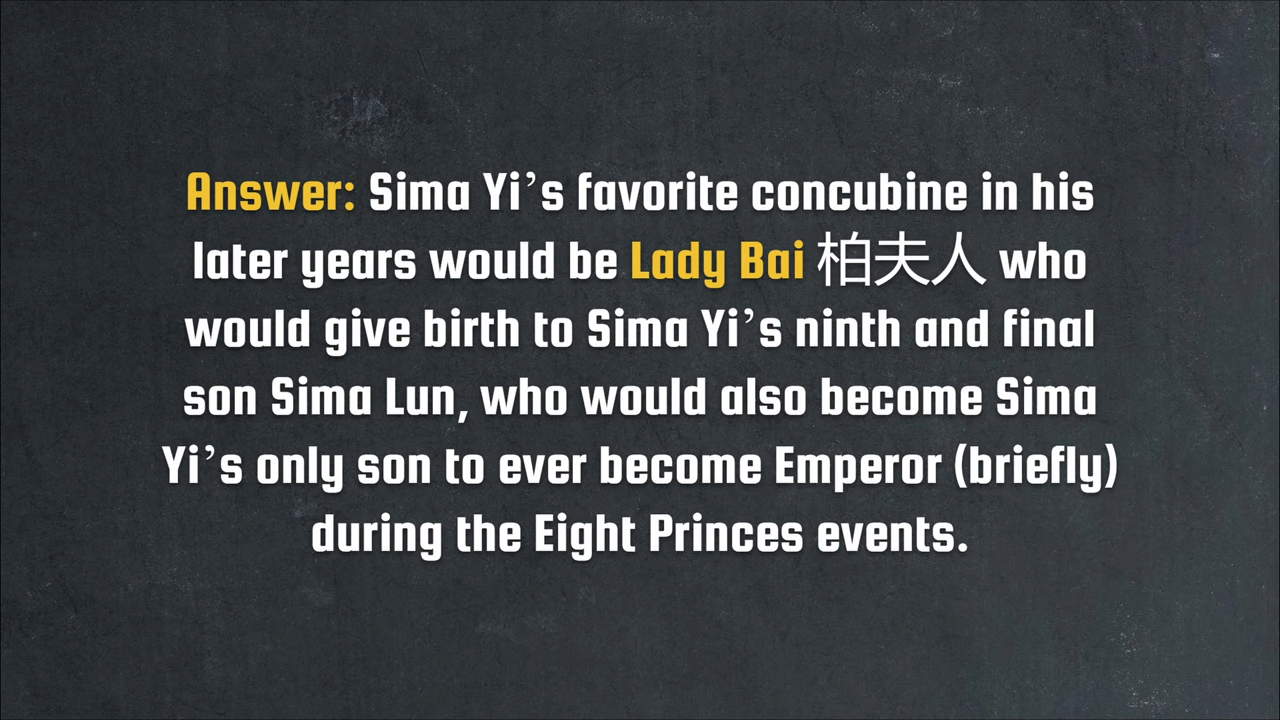 Answer: Sima Yi’s favorite concubine in his
later years would be Lady Bai 柏夫人 who
would give birth to Sima Yi’s ninth and final
son Sima Lun, who would also become Sima
Yi’s only son to ever become Emperor (briefly)
during the Eight Princes events.